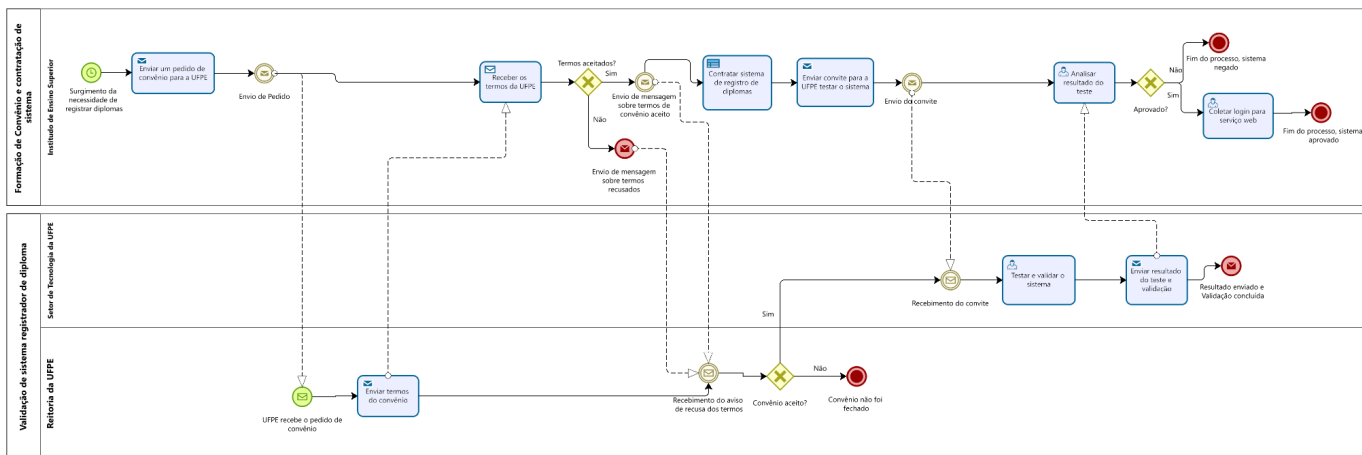 Formação de Convênio e contratação de
sistema
Instituto de Ensino Superior
Surgimento da
necessidade de
registrar diplomas
Enviar um pedido de
convênio para a UFPE
Envio de Pedido
Receber os
termos da UFPE
Termos aceitados?
Sim
Não
Envio de mensagem
sobre termos de
convênio aceito
Envio de mensagem
sobre termos
recusados
Contratar sistema
de registro de
diplomas
Enviar convite para a
UFPE testar o sistema
Envio do convite
Analisar
resultado do
teste
Aprovado?
Não
Sim
Fim do processo, sistema
negado
Coletar login para
serviço web
Fim do processo, sistema
aprovado
Validação de sistema registrador de diploma
Setor de Tecnologia da UFPE
Recebimento do convite
Testar e validar o
sistema
Enviar resultado
do teste e
validação
Resultado enviado e
Validação concluída
Reitoria da UFPE
UFPE recebe o pedido de
convênio
Enviar termos
do convênio
Recebimento do aviso
de recusa dos termos
Convênio aceito?
Sim
Não
Convênio não foi
fechado